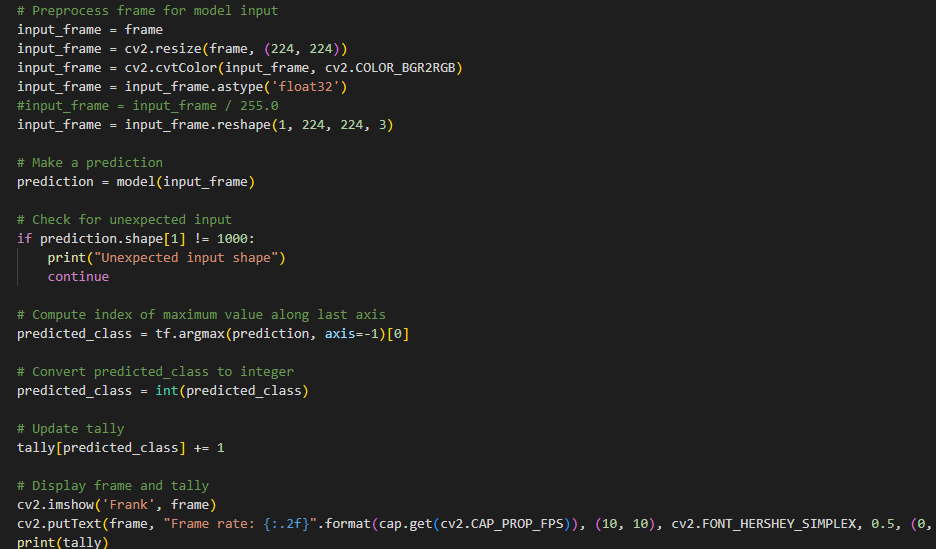 # Preprocess frame for model input
input_frame = frame
input_frame = cv2.resize(frame, (224, 224))
input_frame = cv2.cvtColor(input_frame, cv2.COLOR_BGR2RGB)
input_frame = input_frame.astype('float32')
#input_frame = input_frame / 255.0
input_frame = input_frame.reshape(1, 224, 224, 3)
# Make a prediction
prediction = model(input_frame)
# Check for unexpected input
if prediction.shape[1] != 1000:
    print("Unexpected input shape")
    continue
# Compute index of maximum value along last axis
predicted_class = tf.argmax(prediction, axis=-1)[0]
# Convert predicted_class to integer
predicted_class = int(predicted_class)
# Update tally
tally[predicted_class] += 1
# Display frame and tally
cv2.imshow('Frank', frame)
cv2.putText(frame, "Frame rate: {:.2f}".format(cap.get(cv2.CAP_PROP_FPS)), (10, 10), cv2.FONT_HERSHEY_SIMPLEX, 0.5, (0,
print(tally)